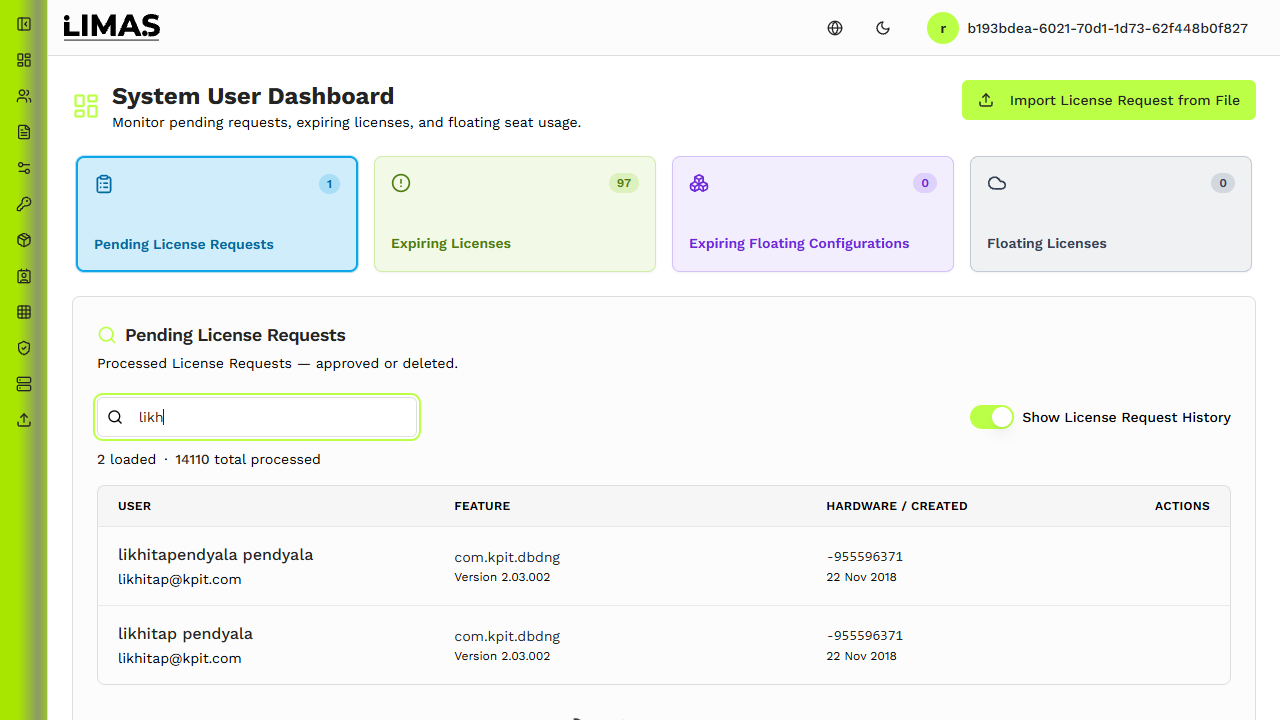 LIMAS
r
b193bdea-6021-70d1-1d73-62f448b0f827
System User Dashboard
Monitor pending requests, expiring licenses, and floating seat usage.
Import License Request from File
1
Pending License Requests
97
Expiring Licenses
0
Expiring Floating Configurations
0
Floating Licenses
Pending License Requests
Processed License Requests — approved or deleted.
likh
Show License Request History
2 loaded · 14110 total processed
USER FEATURE HARDWARE / CREATED ACTIONS
likhitapendyala pendyala
likhitap@kpit.com
com.kpit.dbdng
Version 2.03.002
-955596371
22 Nov 2018
likhitap pendyala
likhitap@kpit.com
com.kpit.dbdng
Version 2.03.002
-955596371
22 Nov 2018